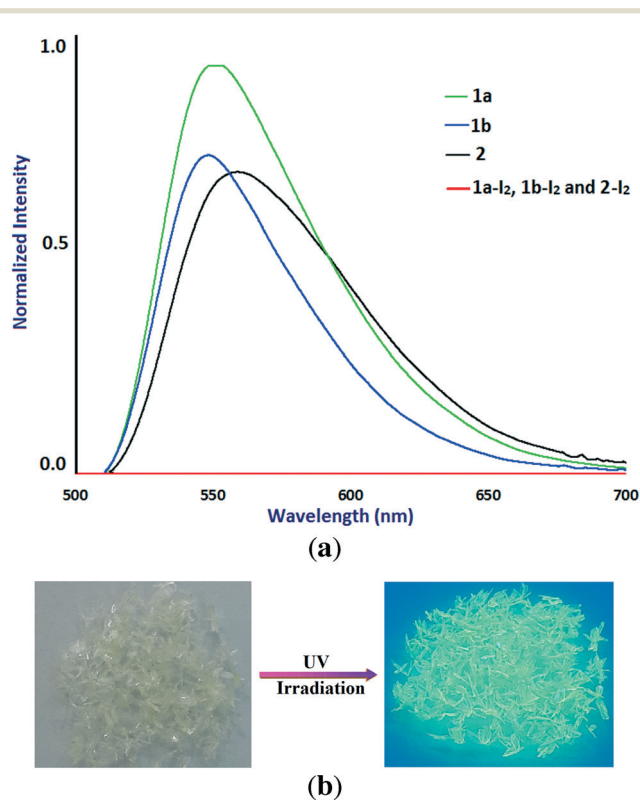 1.0
1a
1b
2
1a-I₂, 1b-I₂ and 2-I₂
0.5
Normalized Intensity
0.0
500 550 600 650 700
Wavelength (nm)
(a)
UV
Irradiation
(b)